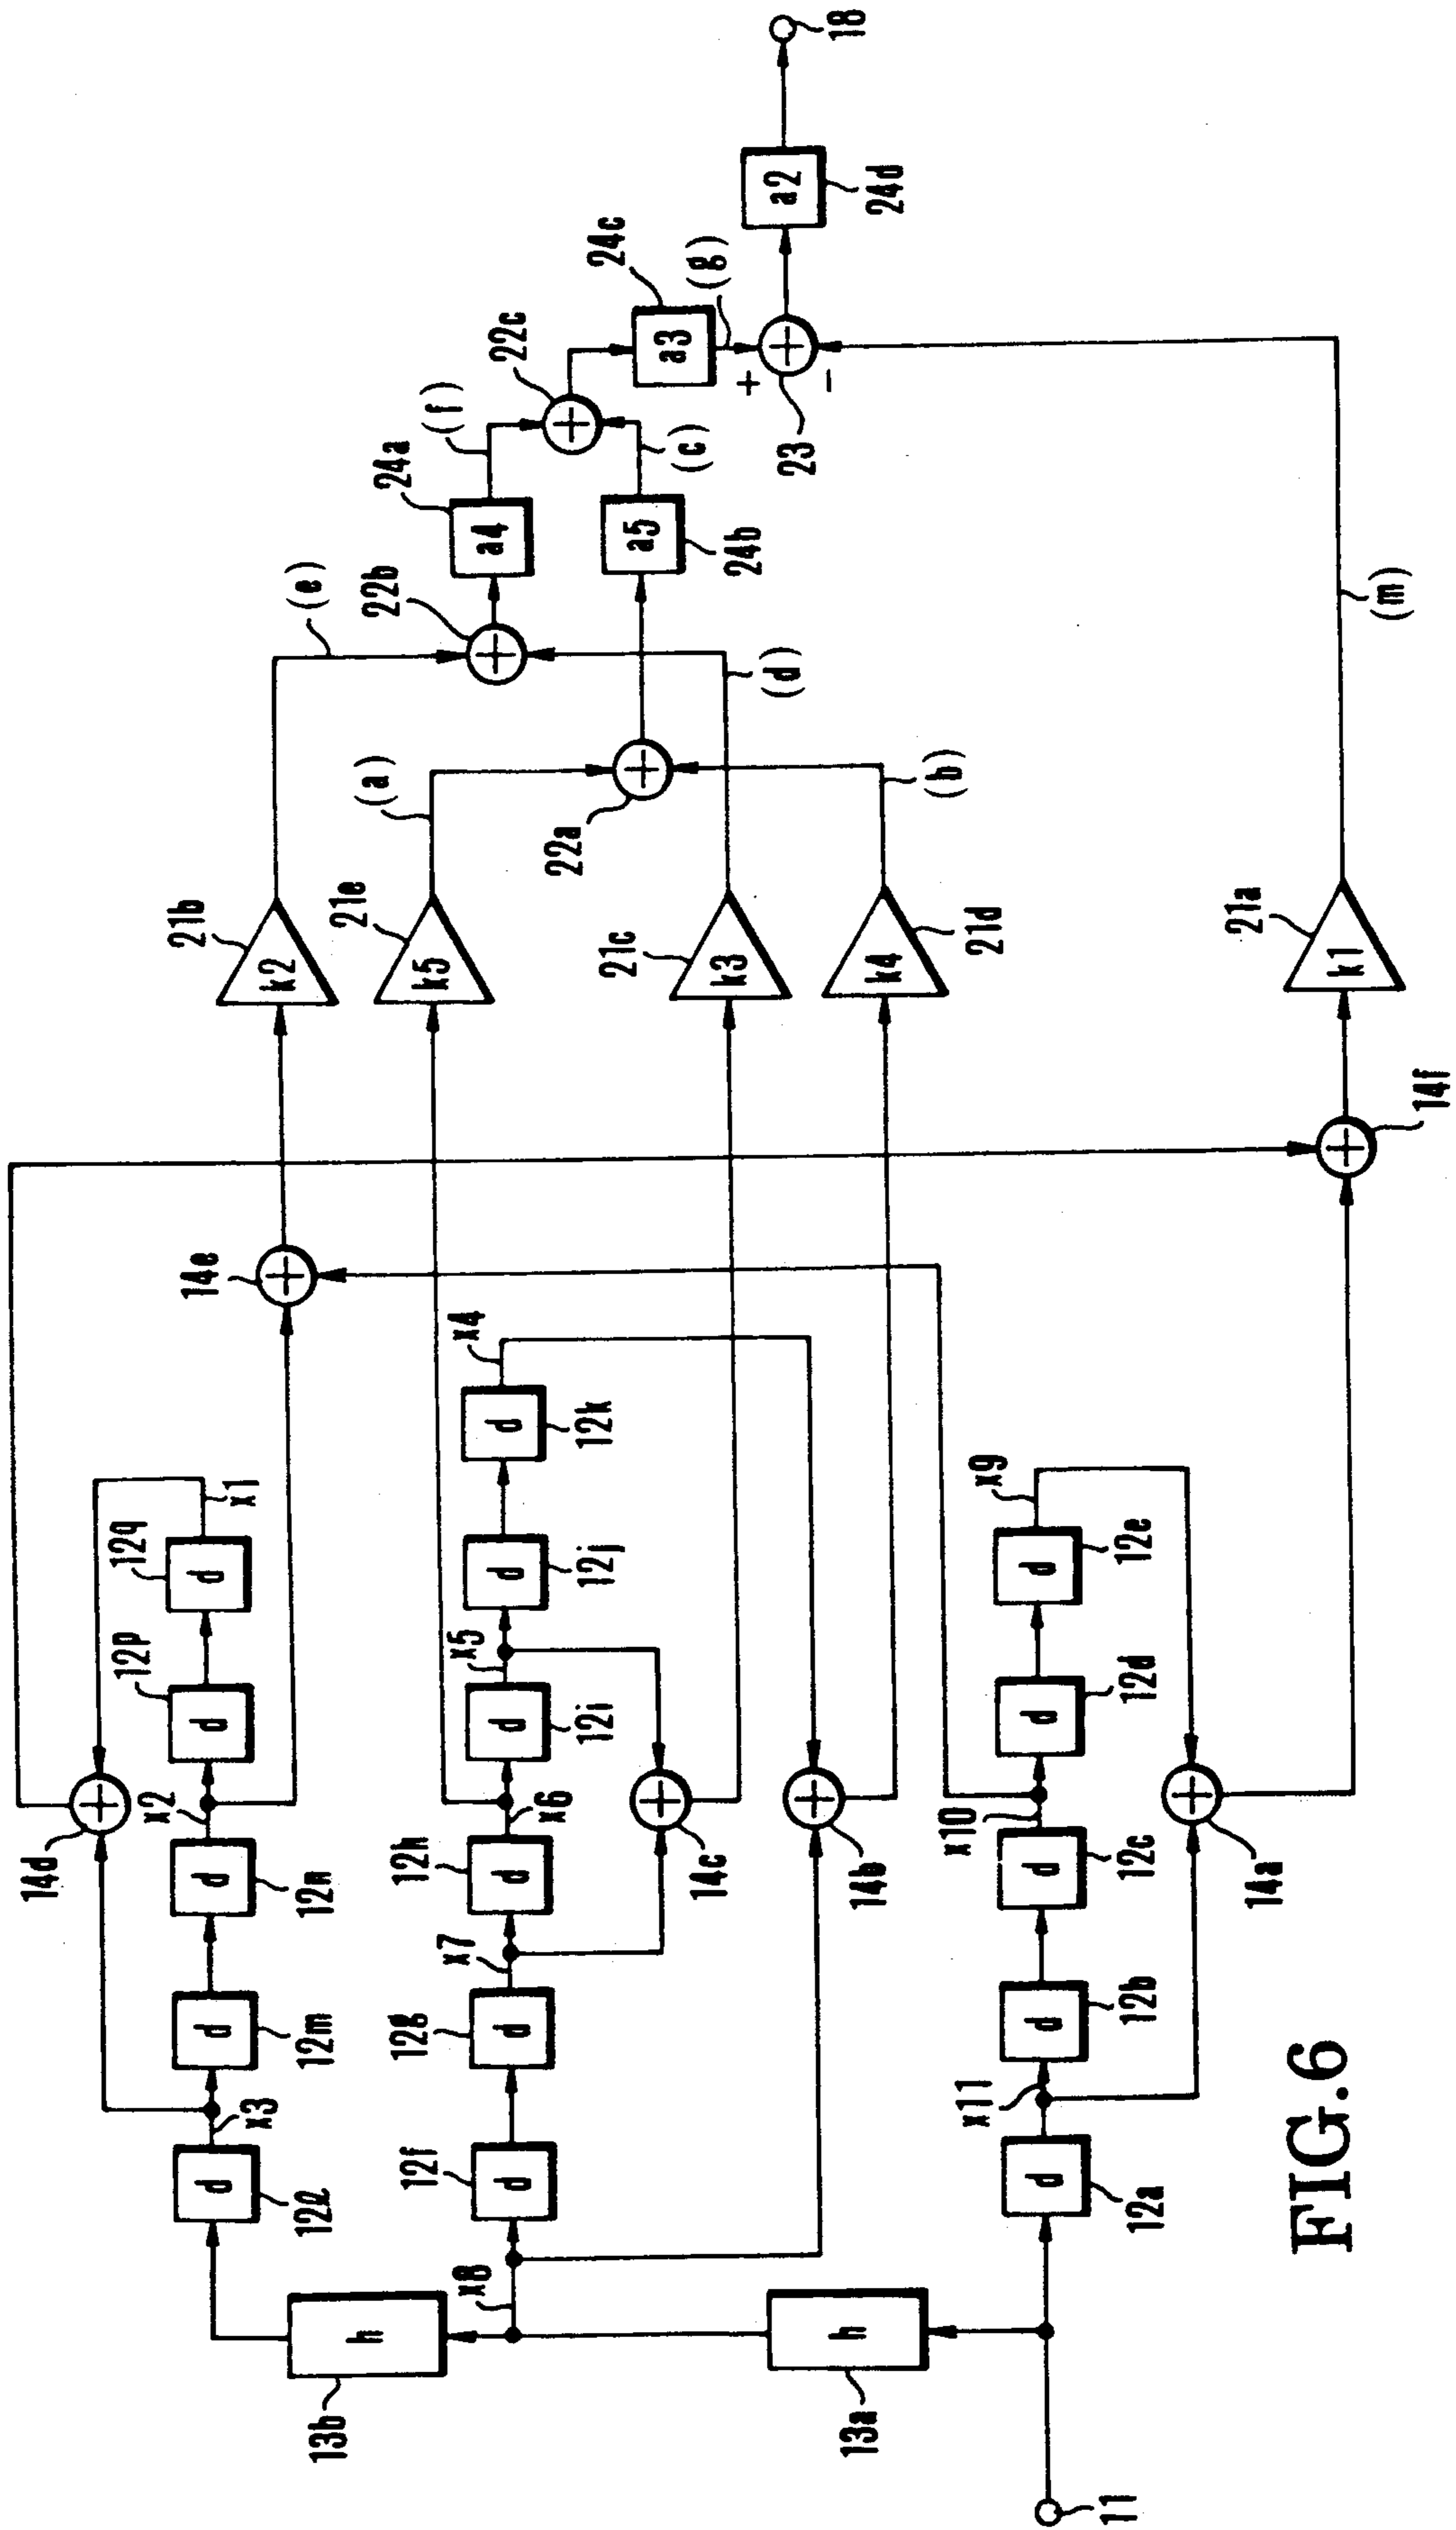 14d
x1
12q
12p
x2
12n
12m
x3
12ℓ
d
d
d
d
d
14e
21b
k2
(e)
22b
24a
a4
(f)
22c
24c
a3
(g)
a2
24d
18
21e
k5
(a)
22a
a5
24b
(c)
+
-
23
21c
k3
(d)
21d
k4
(b)
x4
12k
12j
x5
12i
x6
12h
x7
12g
12f
x8
d
d
d
d
d
d
14c
14b
13b
h
13a
h
x9
12e
12d
x10
12c
12b
x11
12a
d
d
d
d
d
14a
14f
21a
k1
(m)
11
FIG.6